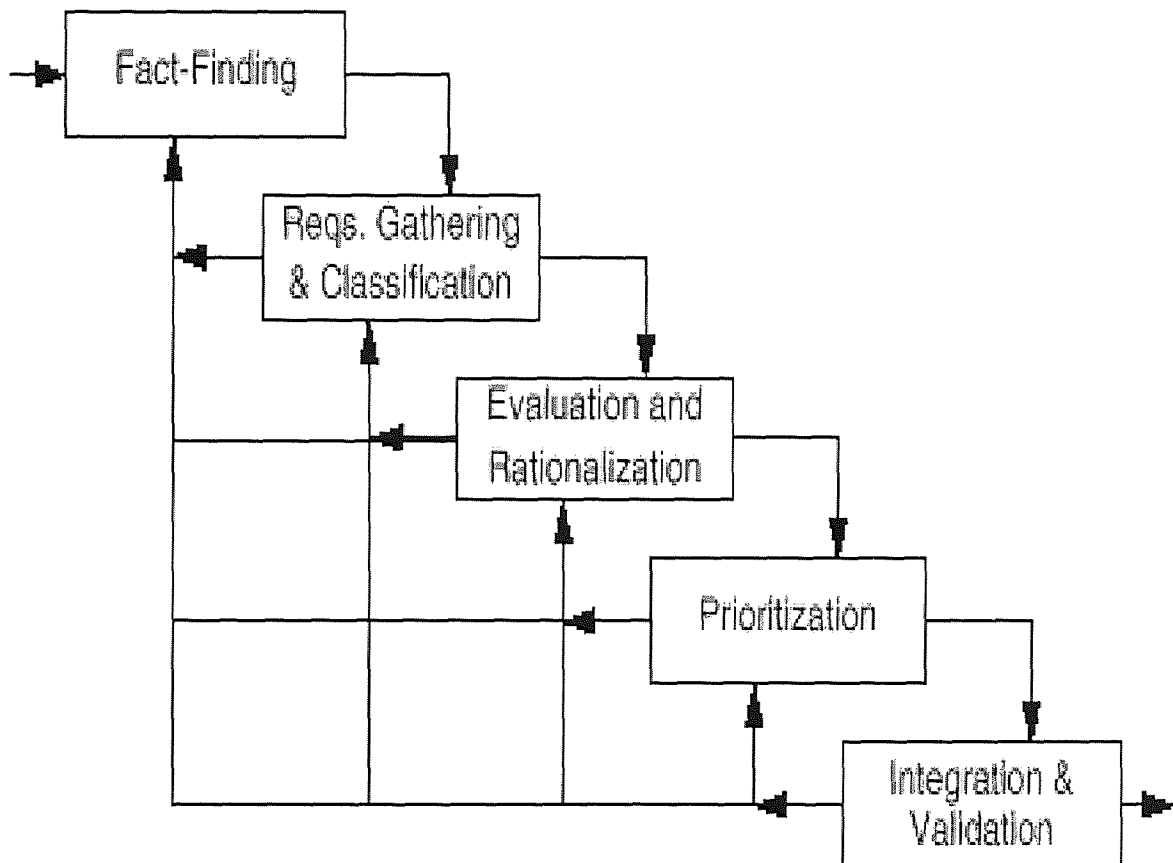 Fact-Finding
Reqs. Gathering
& Classification
Evaluation and
Rationalization
Prioritization
Integration &
Validation